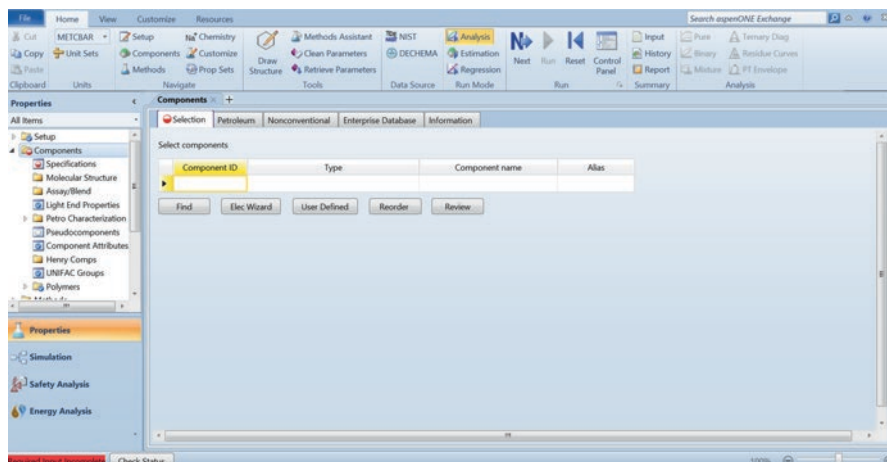 File Home View Customize Resources Search aspenONE Exchange
Cut METCBAR Setup Chemistry Methods Assistant NIST Analysis Input Pure Ternary Diag
Copy Unit Sets Components Customize Clean Parameters DECHEMA Estimation History Binary Residue Curves
Paste Methods Prop Sets Draw Structure Retrieve Parameters Regression Next Run Reset Control Panel Report Mixture PT Envelope
Clipboard Units Navigate Tools Data Source Run Mode Run Summary Analysis
Properties Components
All Items Selection Petroleum Nonconventional Enterprise Database Information
Setup
Components Select components
Specifications Component ID Type Component name Alias
Molecular Structure
Assay/Blend
Light End Properties Find Elec Wizard User Defined Reorder Review
Petro Characterization
Pseudocomponents
Component Attributes
Henry Comps
UNIFAC Groups
Polymers
Methods
Properties
Simulation
Safety Analysis
Energy Analysis
Required Input Incomplete Check Status 100%